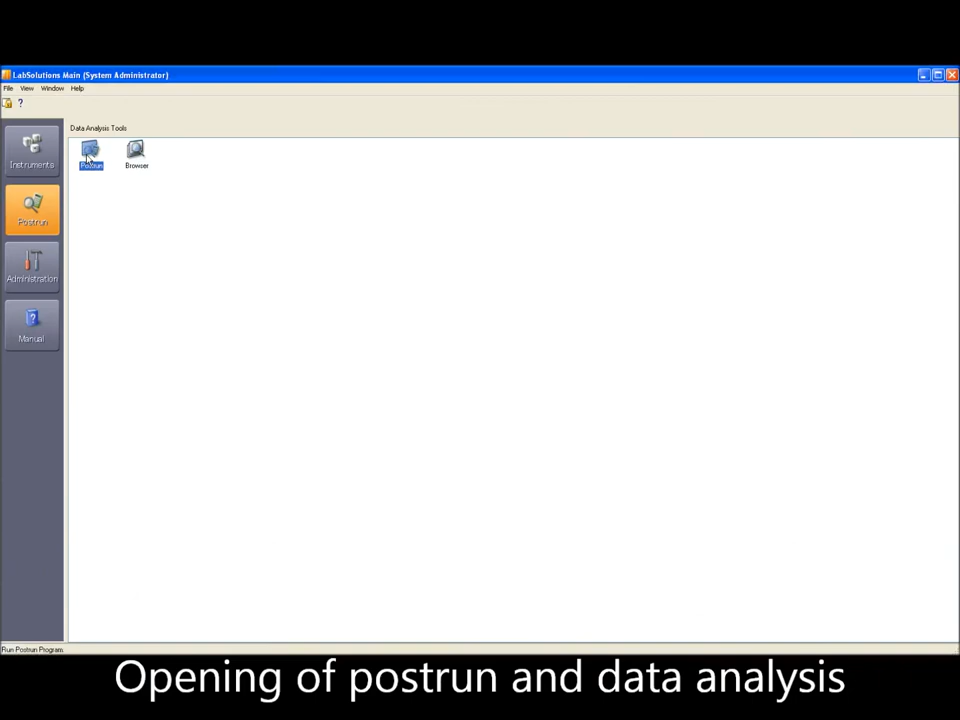 LabSolutions Main (System Administrator)
File View Window Help
?
Data Analysis Tools
Instruments
Postrun
Browser
Postrun
Administration
?
Manual
Run Postrun Program.
Opening of postrun and data analysis